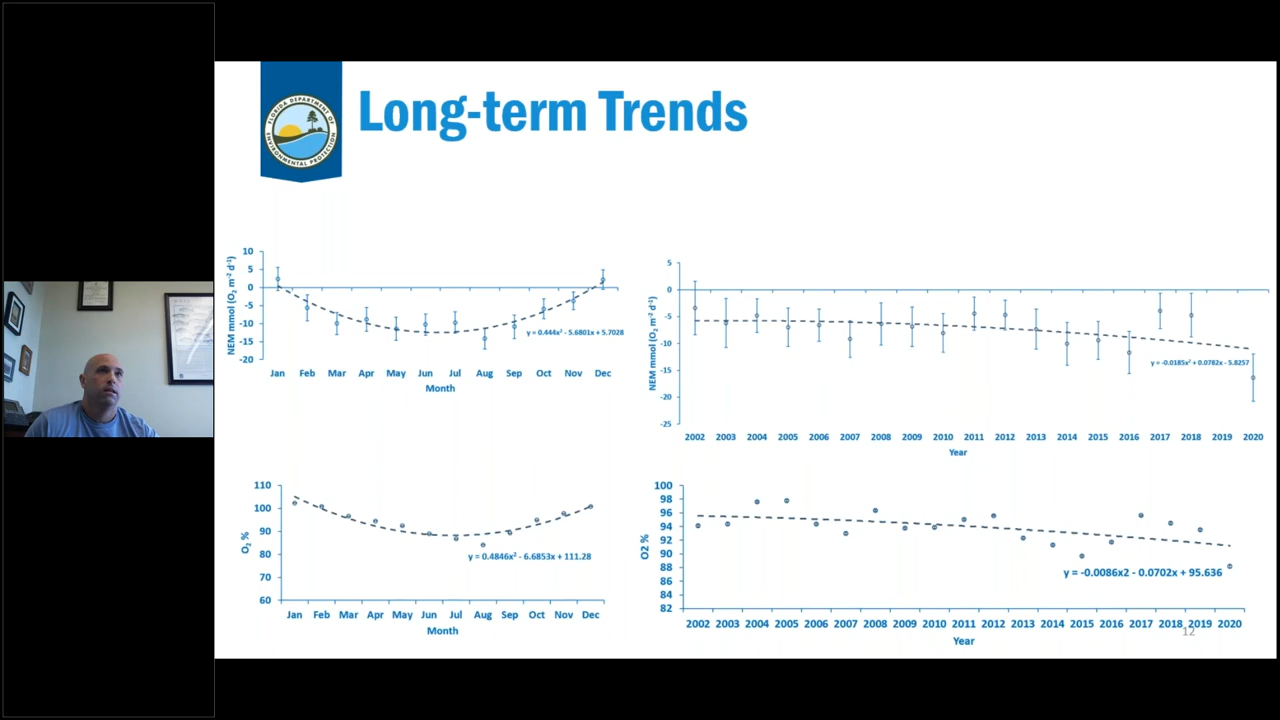 Long-term Trends
FLORIDA DEPARTMENT OF
ENVIRONMENTAL PROTECTION
NEM mmol (O₂ m⁻² d⁻¹)
10
5
0
-5
-10
-15
-20
y = 0.444x² - 5.6801x + 5.7028
Jan Feb Mar Apr May Jun Jul Aug Sep Oct Nov Dec
Month
NEM mmol (O₂ m⁻² d⁻¹)
5
0
-5
-10
-15
-20
-25
y = -0.0185x² + 0.0782x - 5.8257
2002 2003 2004 2005 2006 2007 2008 2009 2010 2011 2012 2013 2014 2015 2016 2017 2018 2019 2020
Year
O₂ %
110
100
90
80
70
60
y = 0.4846x² - 6.6853x + 111.28
Jan Feb Mar Apr May Jun Jul Aug Sep Oct Nov Dec
Month
O2 %
100
98
96
94
92
90
88
86
84
82
y = -0.0086x2 - 0.0702x + 95.636
2002 2003 2004 2005 2006 2007 2008 2009 2010 2011 2012 2013 2014 2015 2016 2017 2018 2019 2020
Year
12